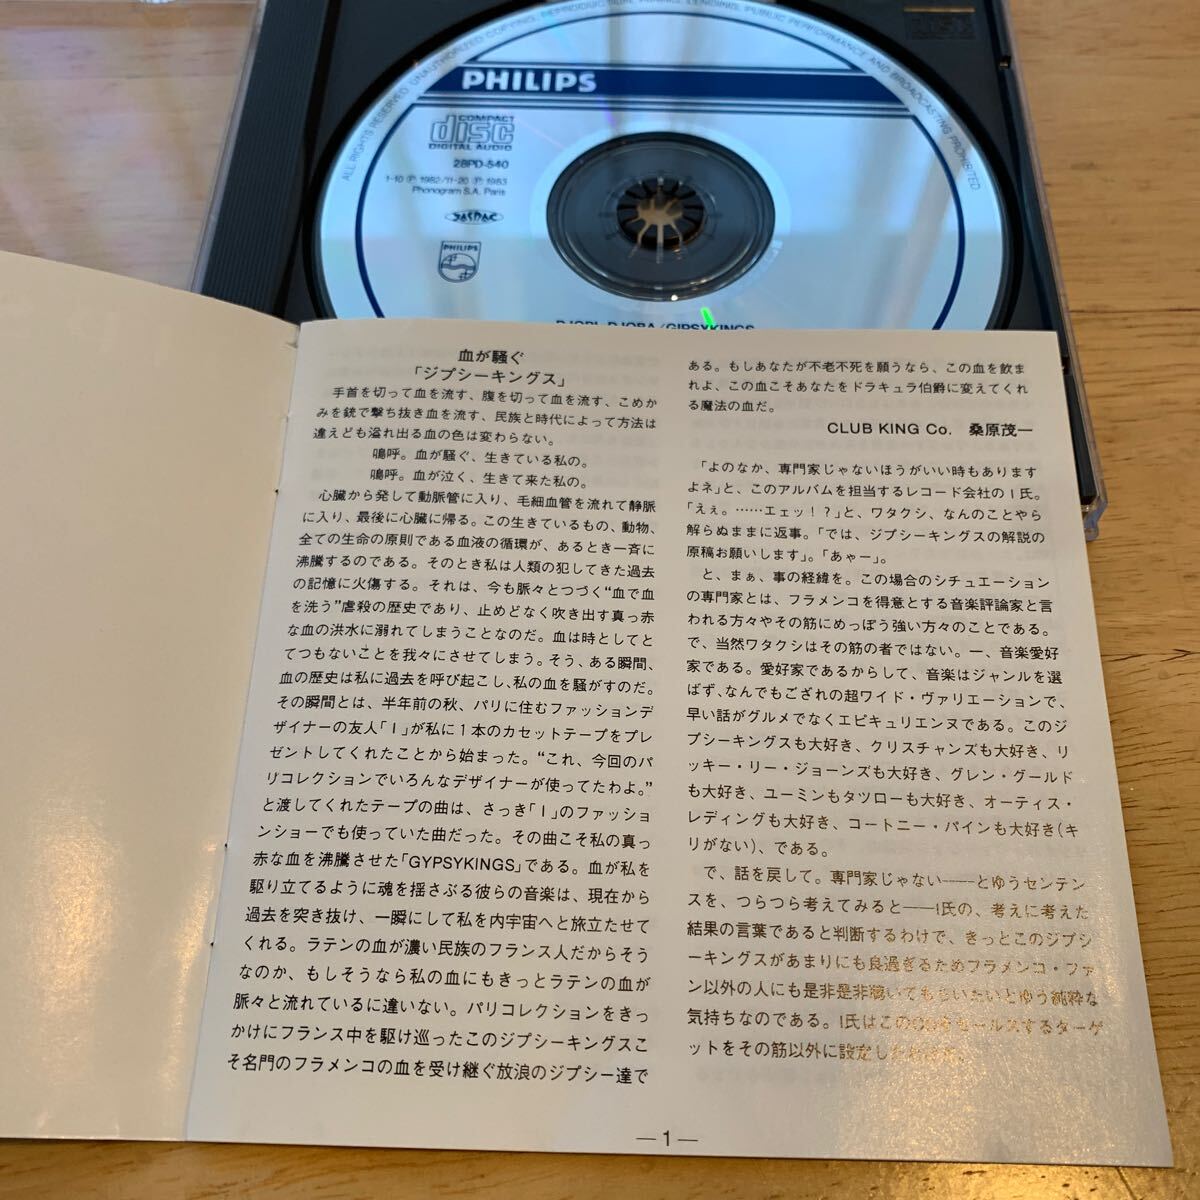 ALL RIGHTS RESERVED. UNAUTHORIZED COPYING, REPRODUCTION, HIRING, LENDING, PUBLIC PERFORMANCE AND BROADCASTING PROHIBITED.
PHILIPS
COMPACT
disc
DIGITAL AUDIO
28PD-540
1-10 Ⓟ 1982/11-20 Ⓟ 1983
Phonogram S.A. Paris
JASRAC
PHILIPS
DJOBI, DJOBA/GIPSYKINGS
血が騒ぐ
「ジプシーキングス」
手首を切って血を流す、腹を切って血を流す、こめか
みを銃で撃ち抜き血を流す、民族と時代によって方法は
違えども溢れ出る血の色は変わらない。
嗚呼。血が騒ぐ、生きている私の。
嗚呼。血が泣く、生きて来た私の。
心臓から発して動脈管に入り、毛細血管を流れて静脈
に入り、最後に心臓に帰る。この生きているもの、動物、
全ての生命の原則である血液の循環が、あるとき一斉に
沸騰するのである。そのとき私は人類の犯してきた過去
の記憶に火傷する。それは、今も脈々とつづく“血で血
を洗う”虐殺の歴史であり、止めどなく吹き出す真っ赤
な血の洪水に溺れてしまうことなのだ。血は時としてと
てつもないことを我々にさせてしまう。そう、ある瞬間、
血の歴史は私に過去を呼び起こし、私の血を騒がすのだ。
その瞬間とは、半年前の秋、パリに住むファッションデ
ザイナーの友人「I」が私に1本のカセットテープをプレ
ゼントしてくれたことから始まった。“これ、今回のパ
リコレクションでいろんなデザイナーが使ってたわよ。”
と渡してくれたテープの曲は、さっき「I」のファッショ
ンショーでも使っていた曲だった。その曲こそ私の真っ
赤な血を沸騰させた「GYPSYKINGS」である。血が私を
駆り立てるように魂を揺さぶる彼らの音楽は、現在から
過去を突き抜け、一瞬にして私を内宇宙へと旅立たせて
くれる。ラテンの血が濃い民族のフランス人だからそう
なのか、もしそうなら私の血にもきっとラテンの血が
脈々と流れているに違いない。パリコレクションをきっ
かけにフランス中を駆け巡ったこのジプシーキングスこ
そ名門のフラメンコの血を受け継ぐ放浪のジプシー達で
ある。もしあなたが不老不死を願うなら、この血を飲ま
れよ、この血こそあなたをドラキュラ伯爵に変えてくれ
る魔法の血だ。
CLUB KING Co. 桑原茂一
「よのなか、専門家じゃないほうがいい時もあります
よネ」と、このアルバムを担当するレコード会社のI氏。
「えぇ。……エェッ！？」と、ワタクシ、なんのことやら
解らぬままに返事。「では、ジプシーキングスの解説の
原稿お願いします」。「あゃー」。
と、まぁ、事の経緯を。この場合のシチュエーション
の専門家とは、フラメンコを得意とする音楽評論家と言
われる方々やその筋にめっぽう強い方々のことである。
で、当然ワタクシはその筋の者ではない。一、音楽愛好
家である。愛好家であるからして、音楽はジャンルを選
ばず、なんでもござれの超ワイド・ヴァリエーションで、
早い話がグルメでなくエピキュリエンヌである。このジ
プシーキングスも大好き、クリスチャンズも大好き、リ
ッキー・リー・ジョーンズも大好き、グレン・グールド
も大好き、ユーミンもタツローも大好き、オーティス・
レディングも大好き、コートニー・パインも大好き(キ
リがない)、である。
で、話を戻して。専門家じゃない——とゆうセンテン
スを、つらつら考えてみると——I氏の、考えに考えた
結果の言葉であると判断するわけで、きっとこのジプシ
ーキングスがあまりにも良過ぎるためフラメンコ・ファ
ン以外の人にも是非是非聴いてもらいたいとゆう純粋な
気持ちなのである。I氏はこのCDをセールスするターゲ
ットをその筋以外に設定した
—1—